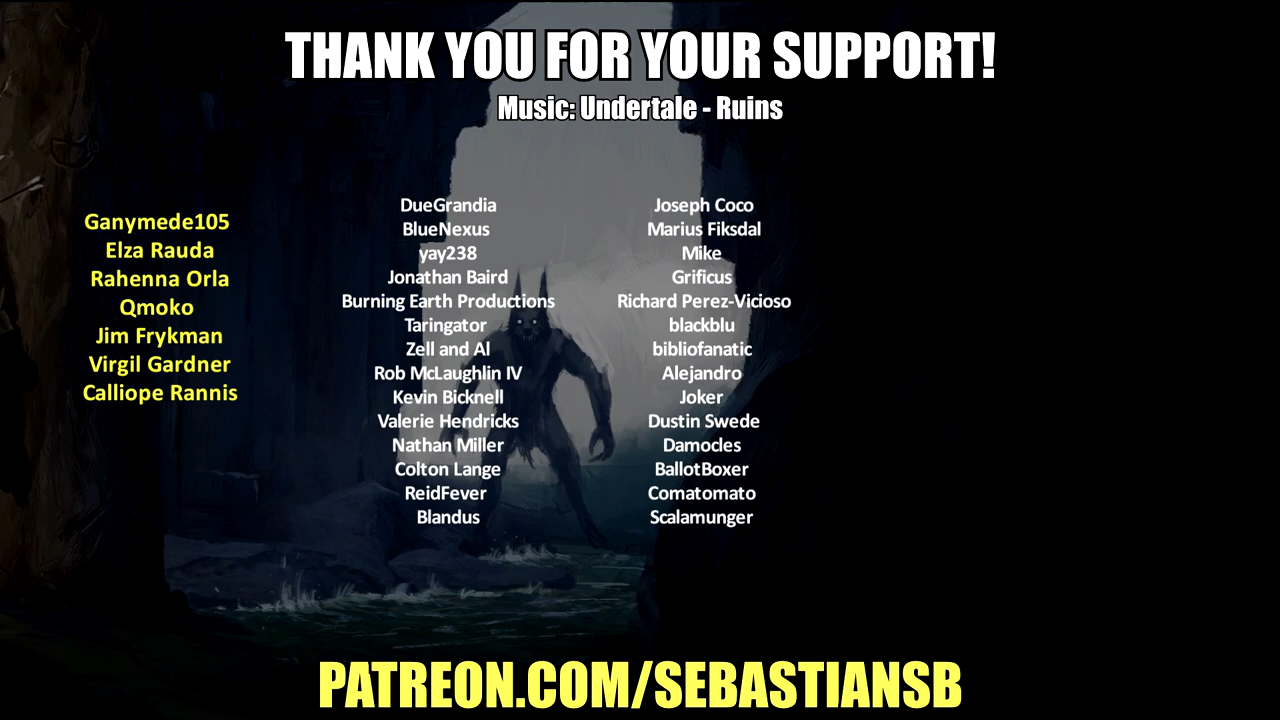 THANK YOU FOR YOUR SUPPORT!
Music: Undertale - Ruins
Ganymede105
Elza Rauda
Rahenna Orla
Qmoko
Jim Frykman
Virgil Gardner
Calliope Rannis
DueGrandia
BlueNexus
yay238
Jonathan Baird
Burning Earth Productions
Taringator
Zell and Al
Rob McLaughlin IV
Kevin Bicknell
Valerie Hendricks
Nathan Miller
Colton Lange
ReidFever
Blandus
Joseph Coco
Marius Fiksdal
Mike
Grificus
Richard Perez-Vicioso
blackblu
bibliofanatic
Alejandro
Joker
Dustin Swede
Damocles
BallotBoxer
Comatomato
Scalamunger
PATREON.COM/SEBASTIANSB